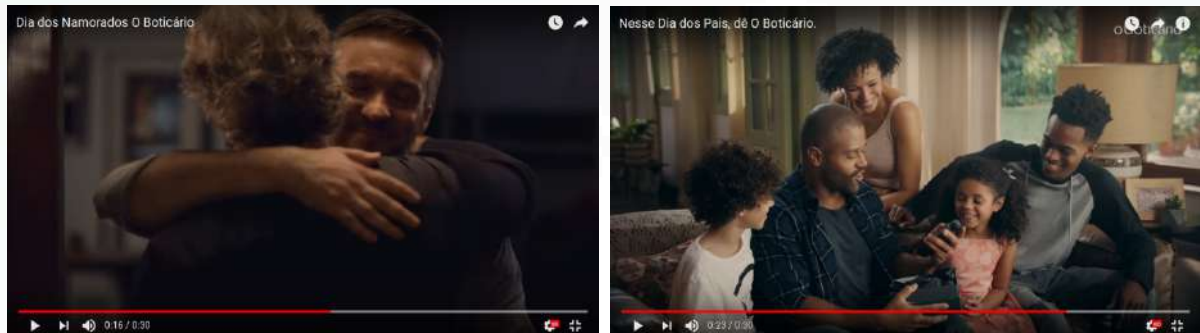 Dia dos Namorados O Boticário
0:16 / 0:30
Nesse Dia dos Pais, dê O Boticário.
oBoticário
0:23 / 0:30